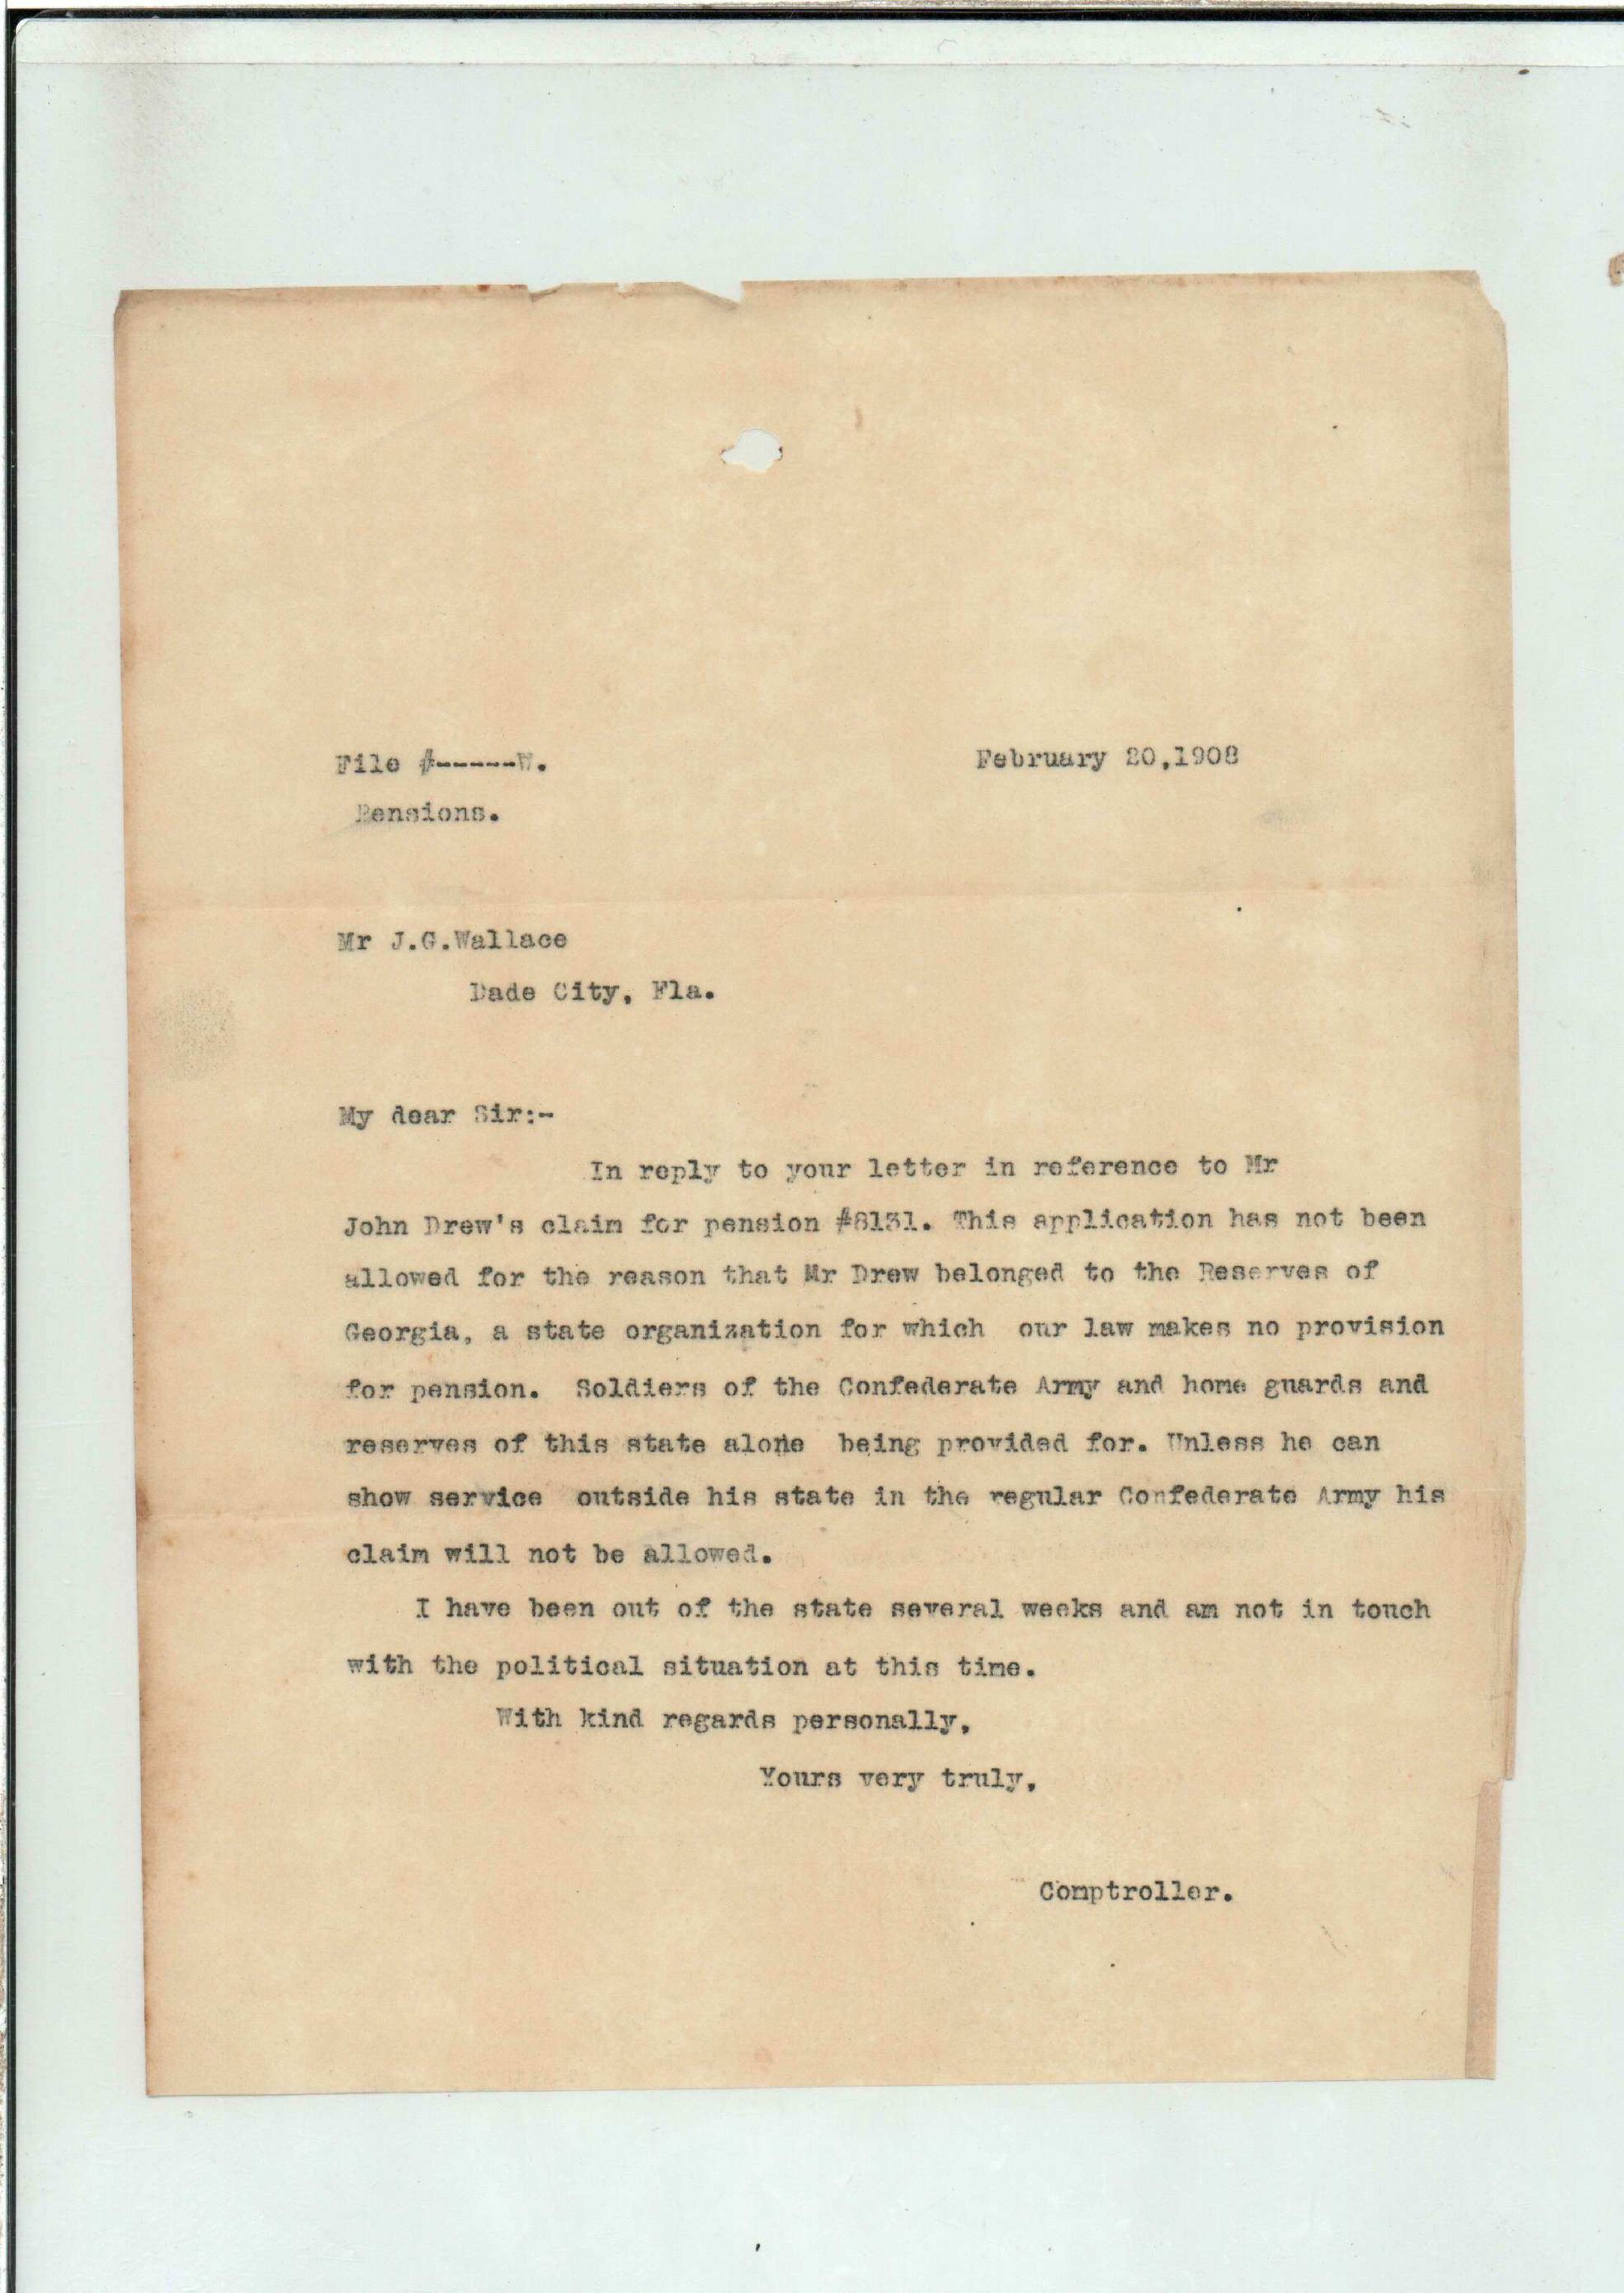 File #------W.
February 20,1908
Pensions.
Mr J.G.Wallace
Dade City, Fla.
My dear Sir:-
In reply to your letter in reference to Mr
John Drew's claim for pension #8131. This application has not been
allowed for the reason that Mr Drew belonged to the Reserves of
Georgia, a state organization for which our law makes no provision
for pension. Soldiers of the Confederate Army and home guards and
reserves of this state alone being provided for. Unless he can
show service outside his state in the regular Confederate Army his
claim will not be allowed.
I have been out of the state several weeks and am not in touch
with the political situation at this time.
With kind regards personally,
Yours very truly,
Comptroller.